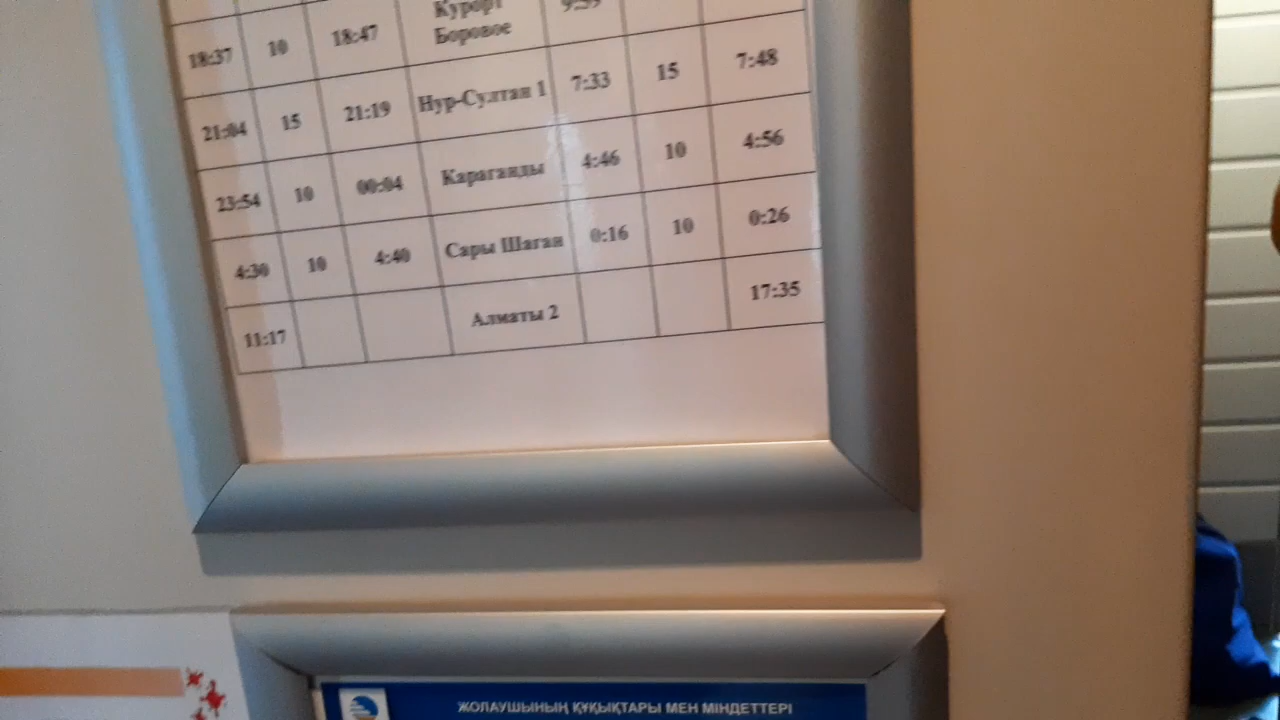 18:37 10 18:47 Курорт Боровое 9:59
21:04 15 21:19 Нур-Султан 1 7:33 15 7:48
23:54 10 00:04 Караганды 4:46 10 4:56
4:30 10 4:40 Сары Шаган 0:16 10 0:26
11:17 Алматы 2 17:35
ЖОЛАУШЫНЫҢ ҚҰҚЫҚТАРЫ МЕН МІНДЕТТЕРІ